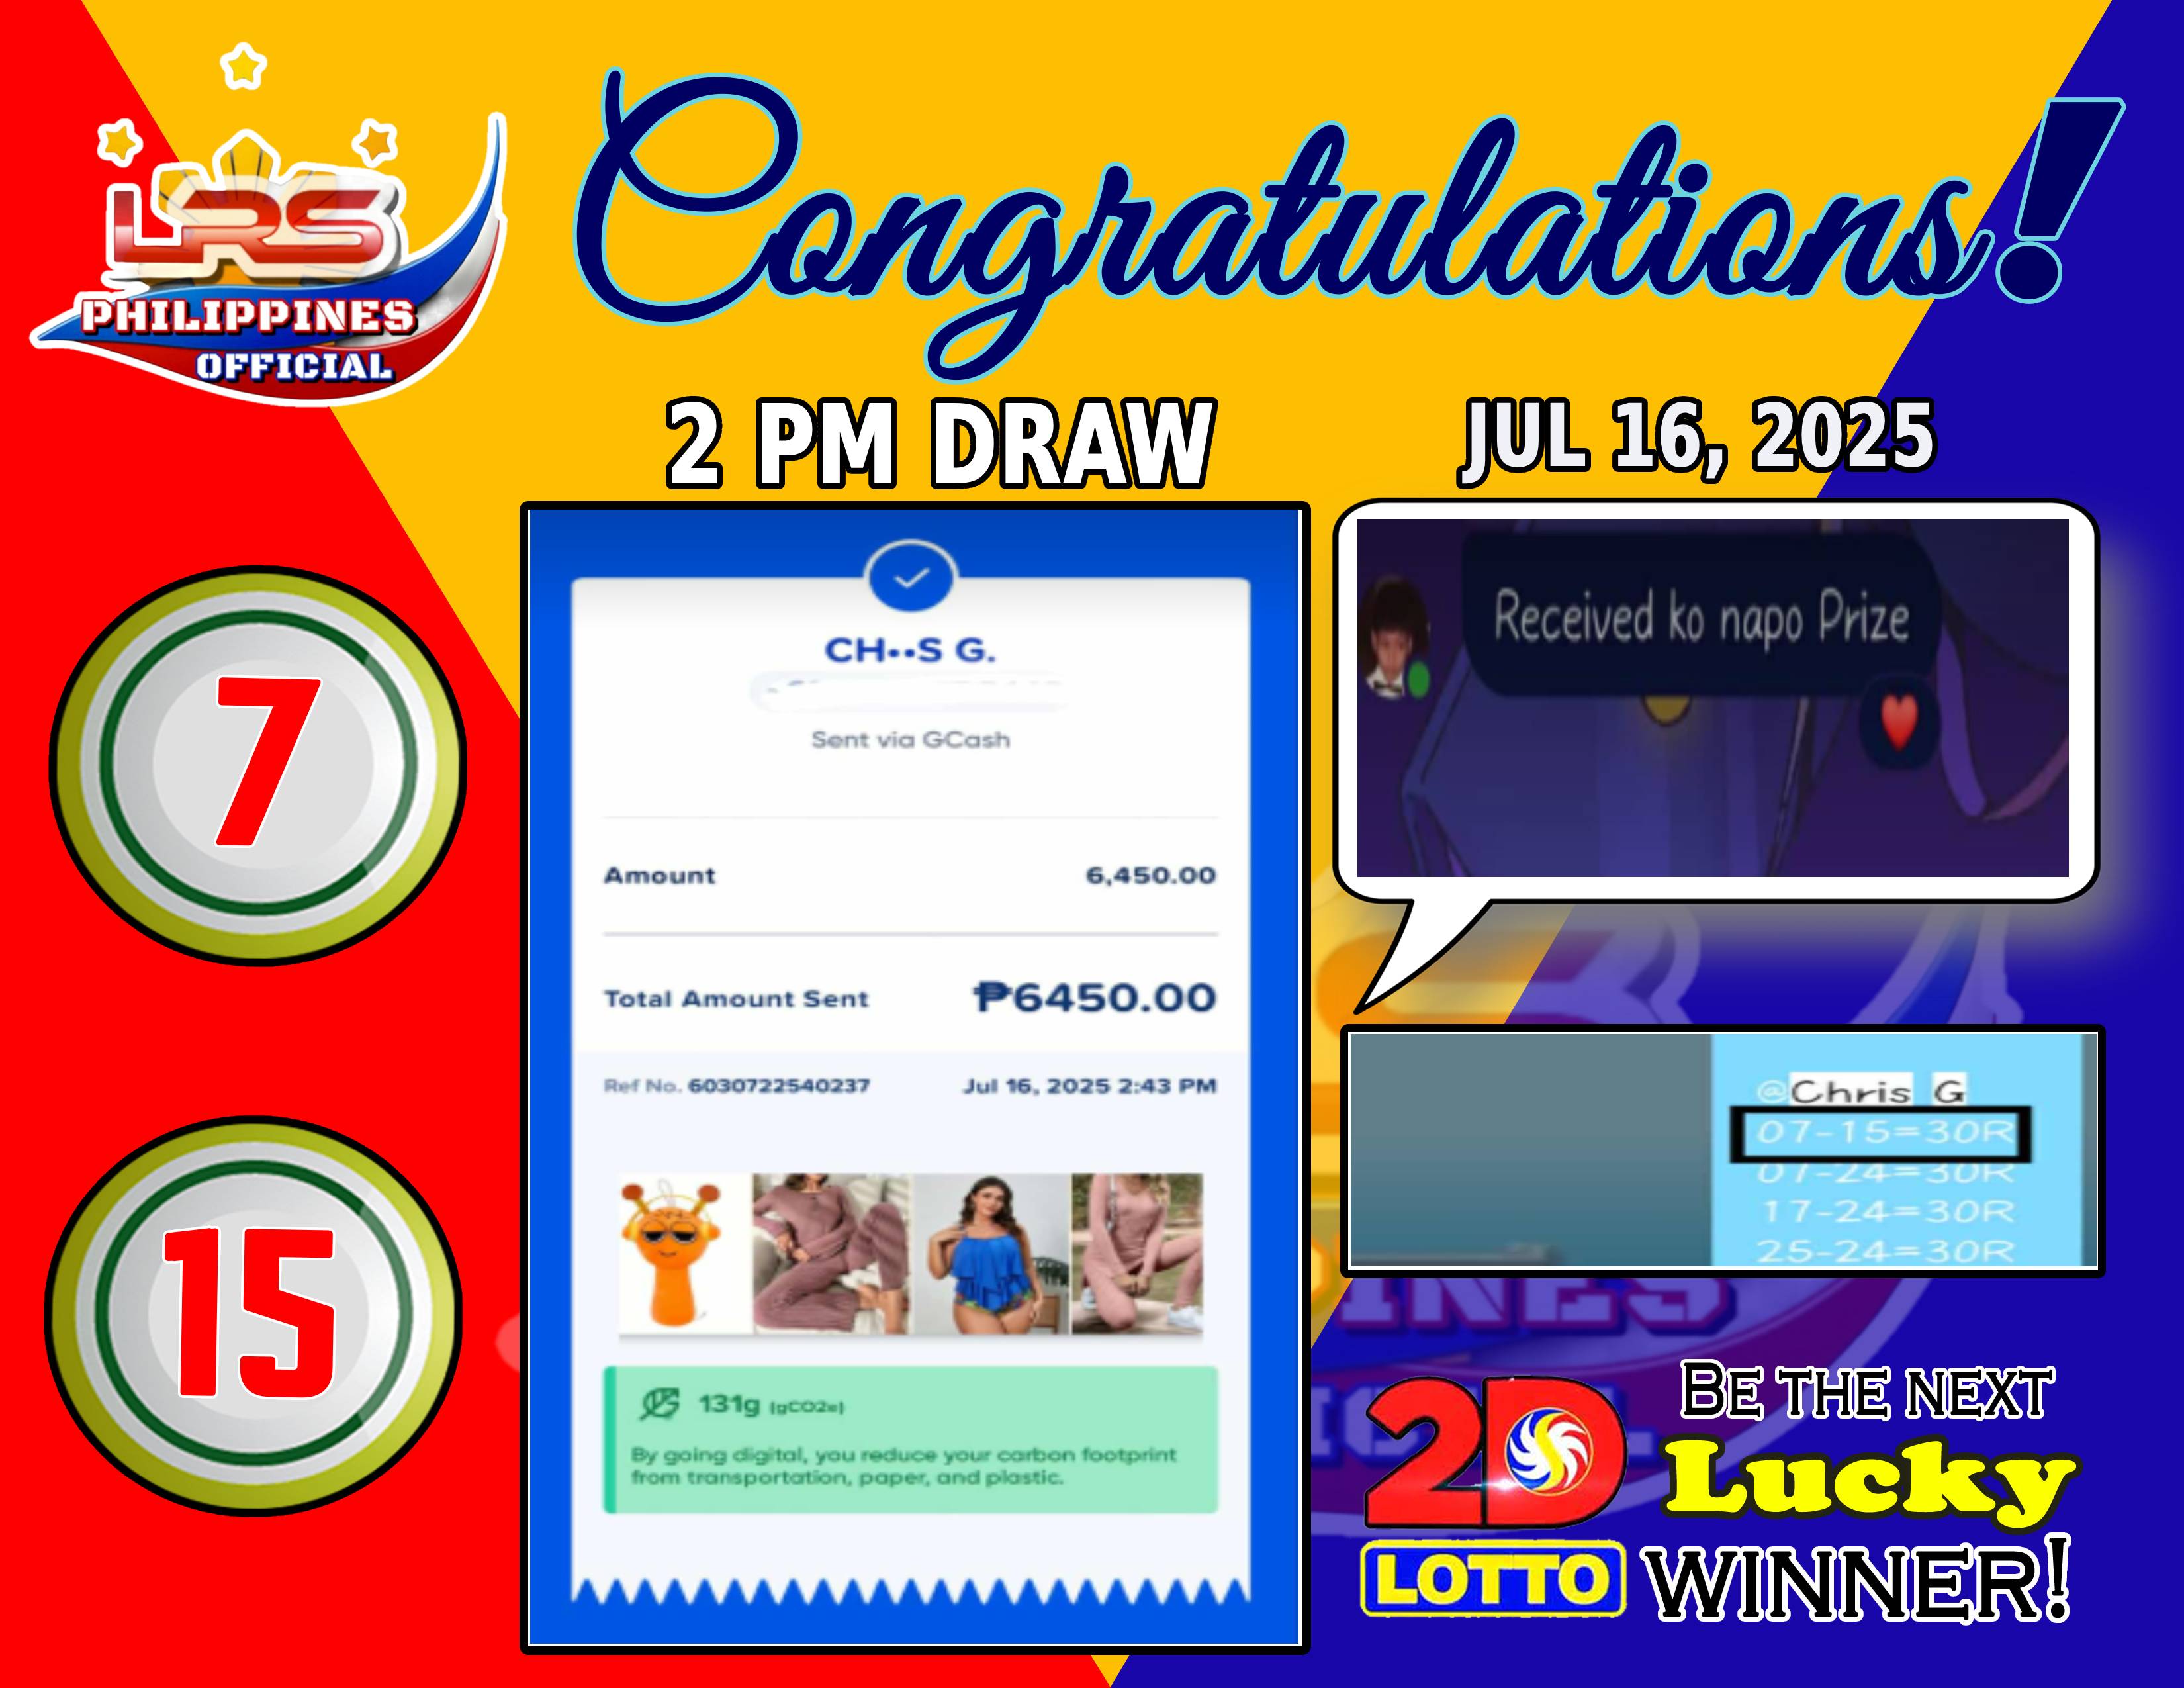 LRS
PHILIPPINES
OFFICIAL
Congratulations!
2 PM DRAW
JUL 16, 2025
7
15
CH••S G.
Sent via GCash
Amount 6,450.00
Total Amount Sent ₱6450.00
Ref No. 6030722540237 Jul 16, 2025 2:43 PM
131g (gCO2e)
By going digital, you reduce your carbon footprint
from transportation, paper, and plastic.
Received ko napo Prize
@Chris G
07-15=30R
07-24=30R
17-24=30R
25-24=30R
2D
LOTTO
BE THE NEXT
Lucky
WINNER!